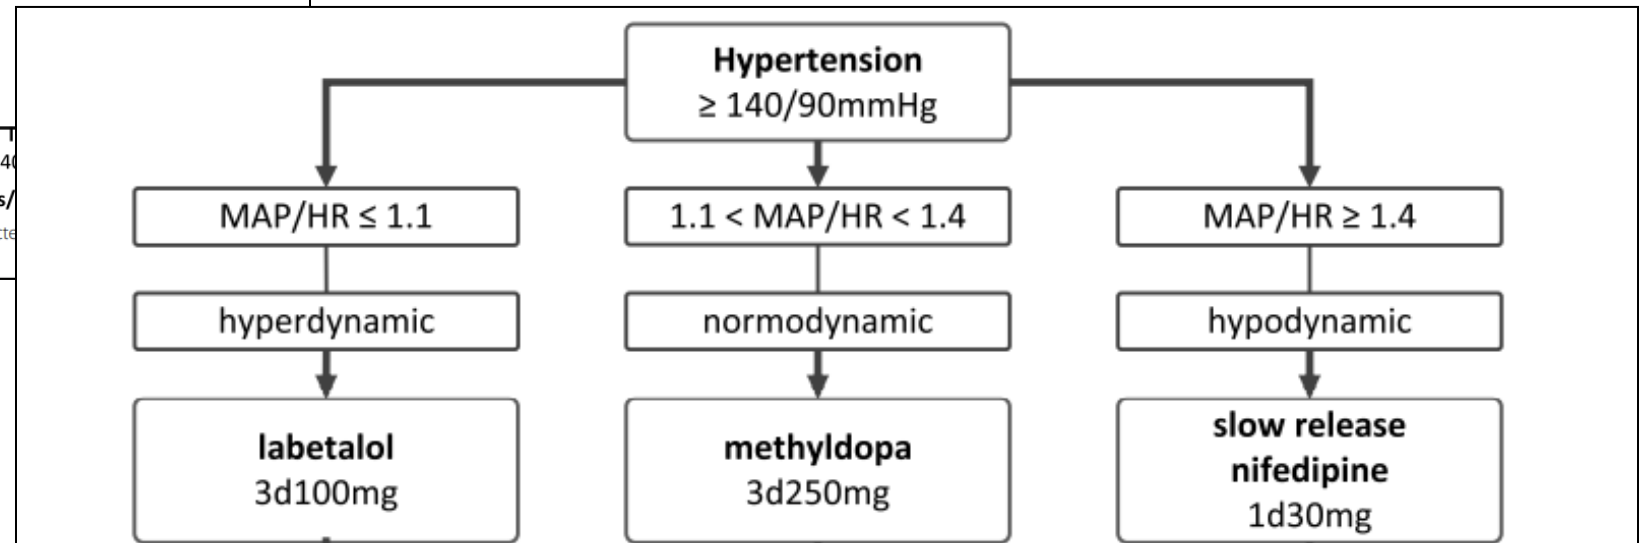 Hypertension
≥ 140/90mmHg
MAP/HR ≤ 1.1
1.1 < MAP/HR < 1.4
MAP/HR ≥ 1.4
hyperdynamic
normodynamic
hypodynamic
labetalol
3d100mg
methyldopa
3d250mg
slow release
nifedipine
1d30mg